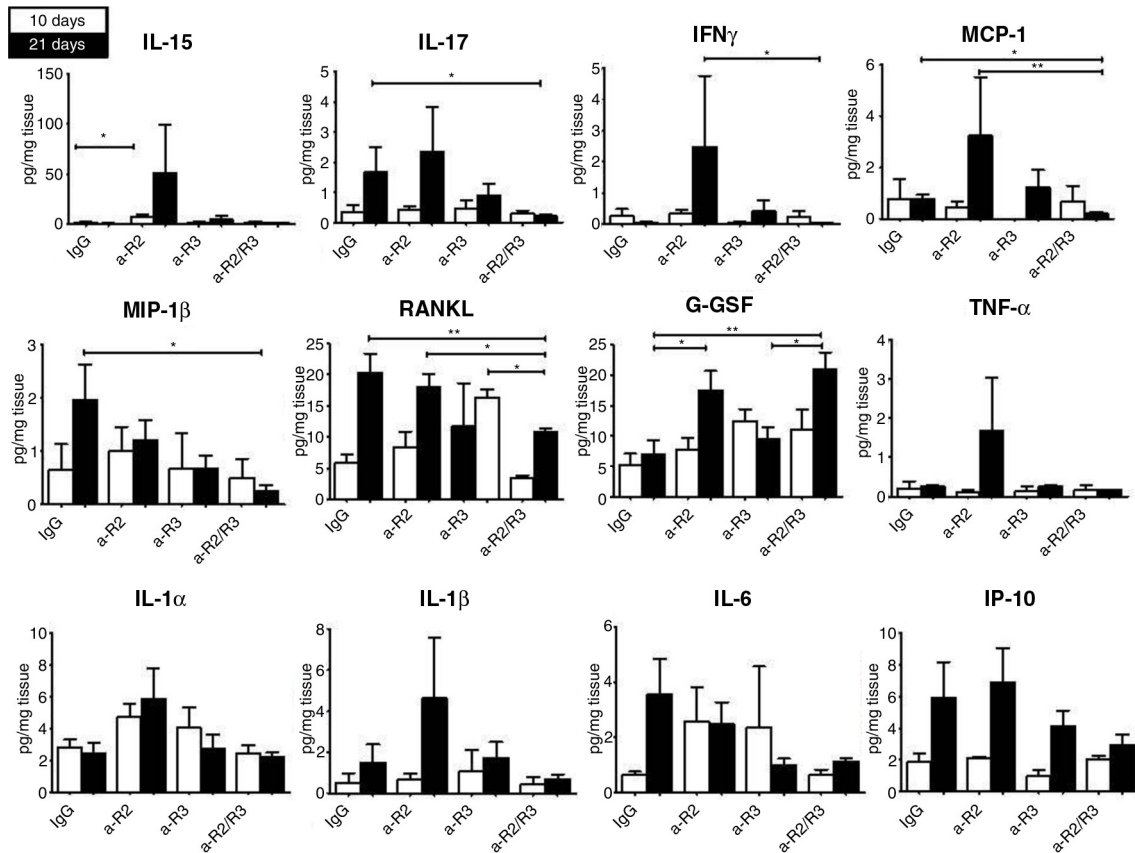 10 days
21 days
IL-15
IL-17
IFNγ
MCP-1
pg/mg tissue
150
100
50
0
*
IgG
a-R2
a-R3
a-R2/R3
pg/mg tissue
5
4
3
2
1
0
*
IgG
a-R2
a-R3
a-R2/R3
pg/mg tissue
5
4
3
2
1
0
*
IgG
a-R2
a-R3
a-R2/R3
pg/mg tissue
6
4
2
0
*
**
IgG
a-R2
a-R3
a-R2/R3
MIP-1β
RANKL
G-GSF
TNF-α
pg/mg tissue
3
2
1
0
*
IgG
a-R2
a-R3
a-R2/R3
pg/mg tissue
25
20
15
10
5
0
**
*
*
IgG
a-R2
a-R3
a-R2/R3
pg/mg tissue
25
20
15
10
5
0
**
*
*
IgG
a-R2
a-R3
a-R2/R3
pg/mg tissue
4
3
2
1
0
IgG
a-R2
a-R3
a-R2/R3
IL-1α
IL-1β
IL-6
IP-10
pg/mg tissue
10
8
6
4
2
0
IgG
a-R2
a-R3
a-R2/R3
pg/mg tissue
8
6
4
2
0
IgG
a-R2
a-R3
a-R2/R3
pg/mg tissue
6
4
2
0
IgG
a-R2
a-R3
a-R2/R3
pg/mg tissue
10
8
6
4
2
0
IgG
a-R2
a-R3
a-R2/R3